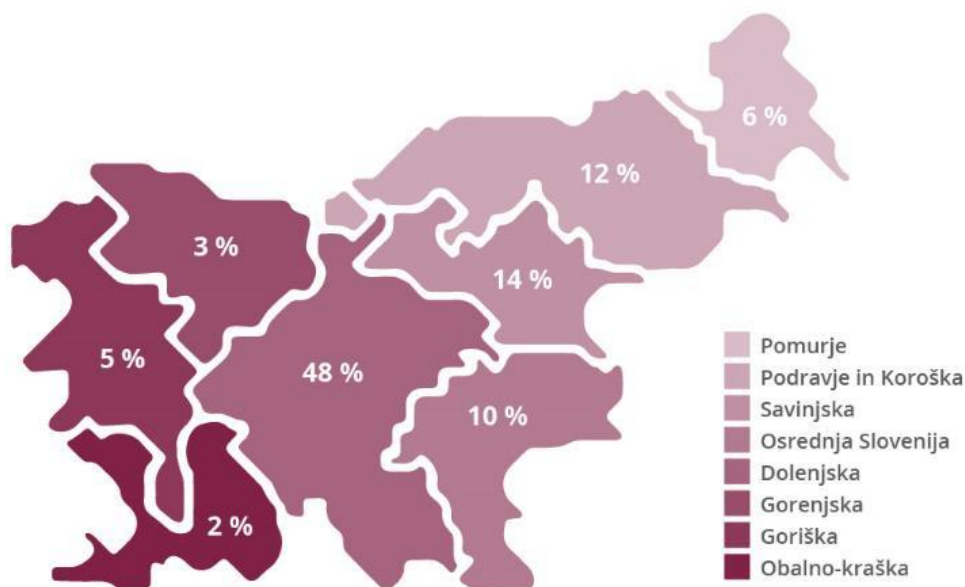 6 %
12 %
3 %
14 %
5 %
48 %
10 %
2 %
Pomurje
Podravje in Koroška
Savinjska
Osrednja Slovenija
Dolenjska
Gorenjska
Goriška
Obalno-kraška